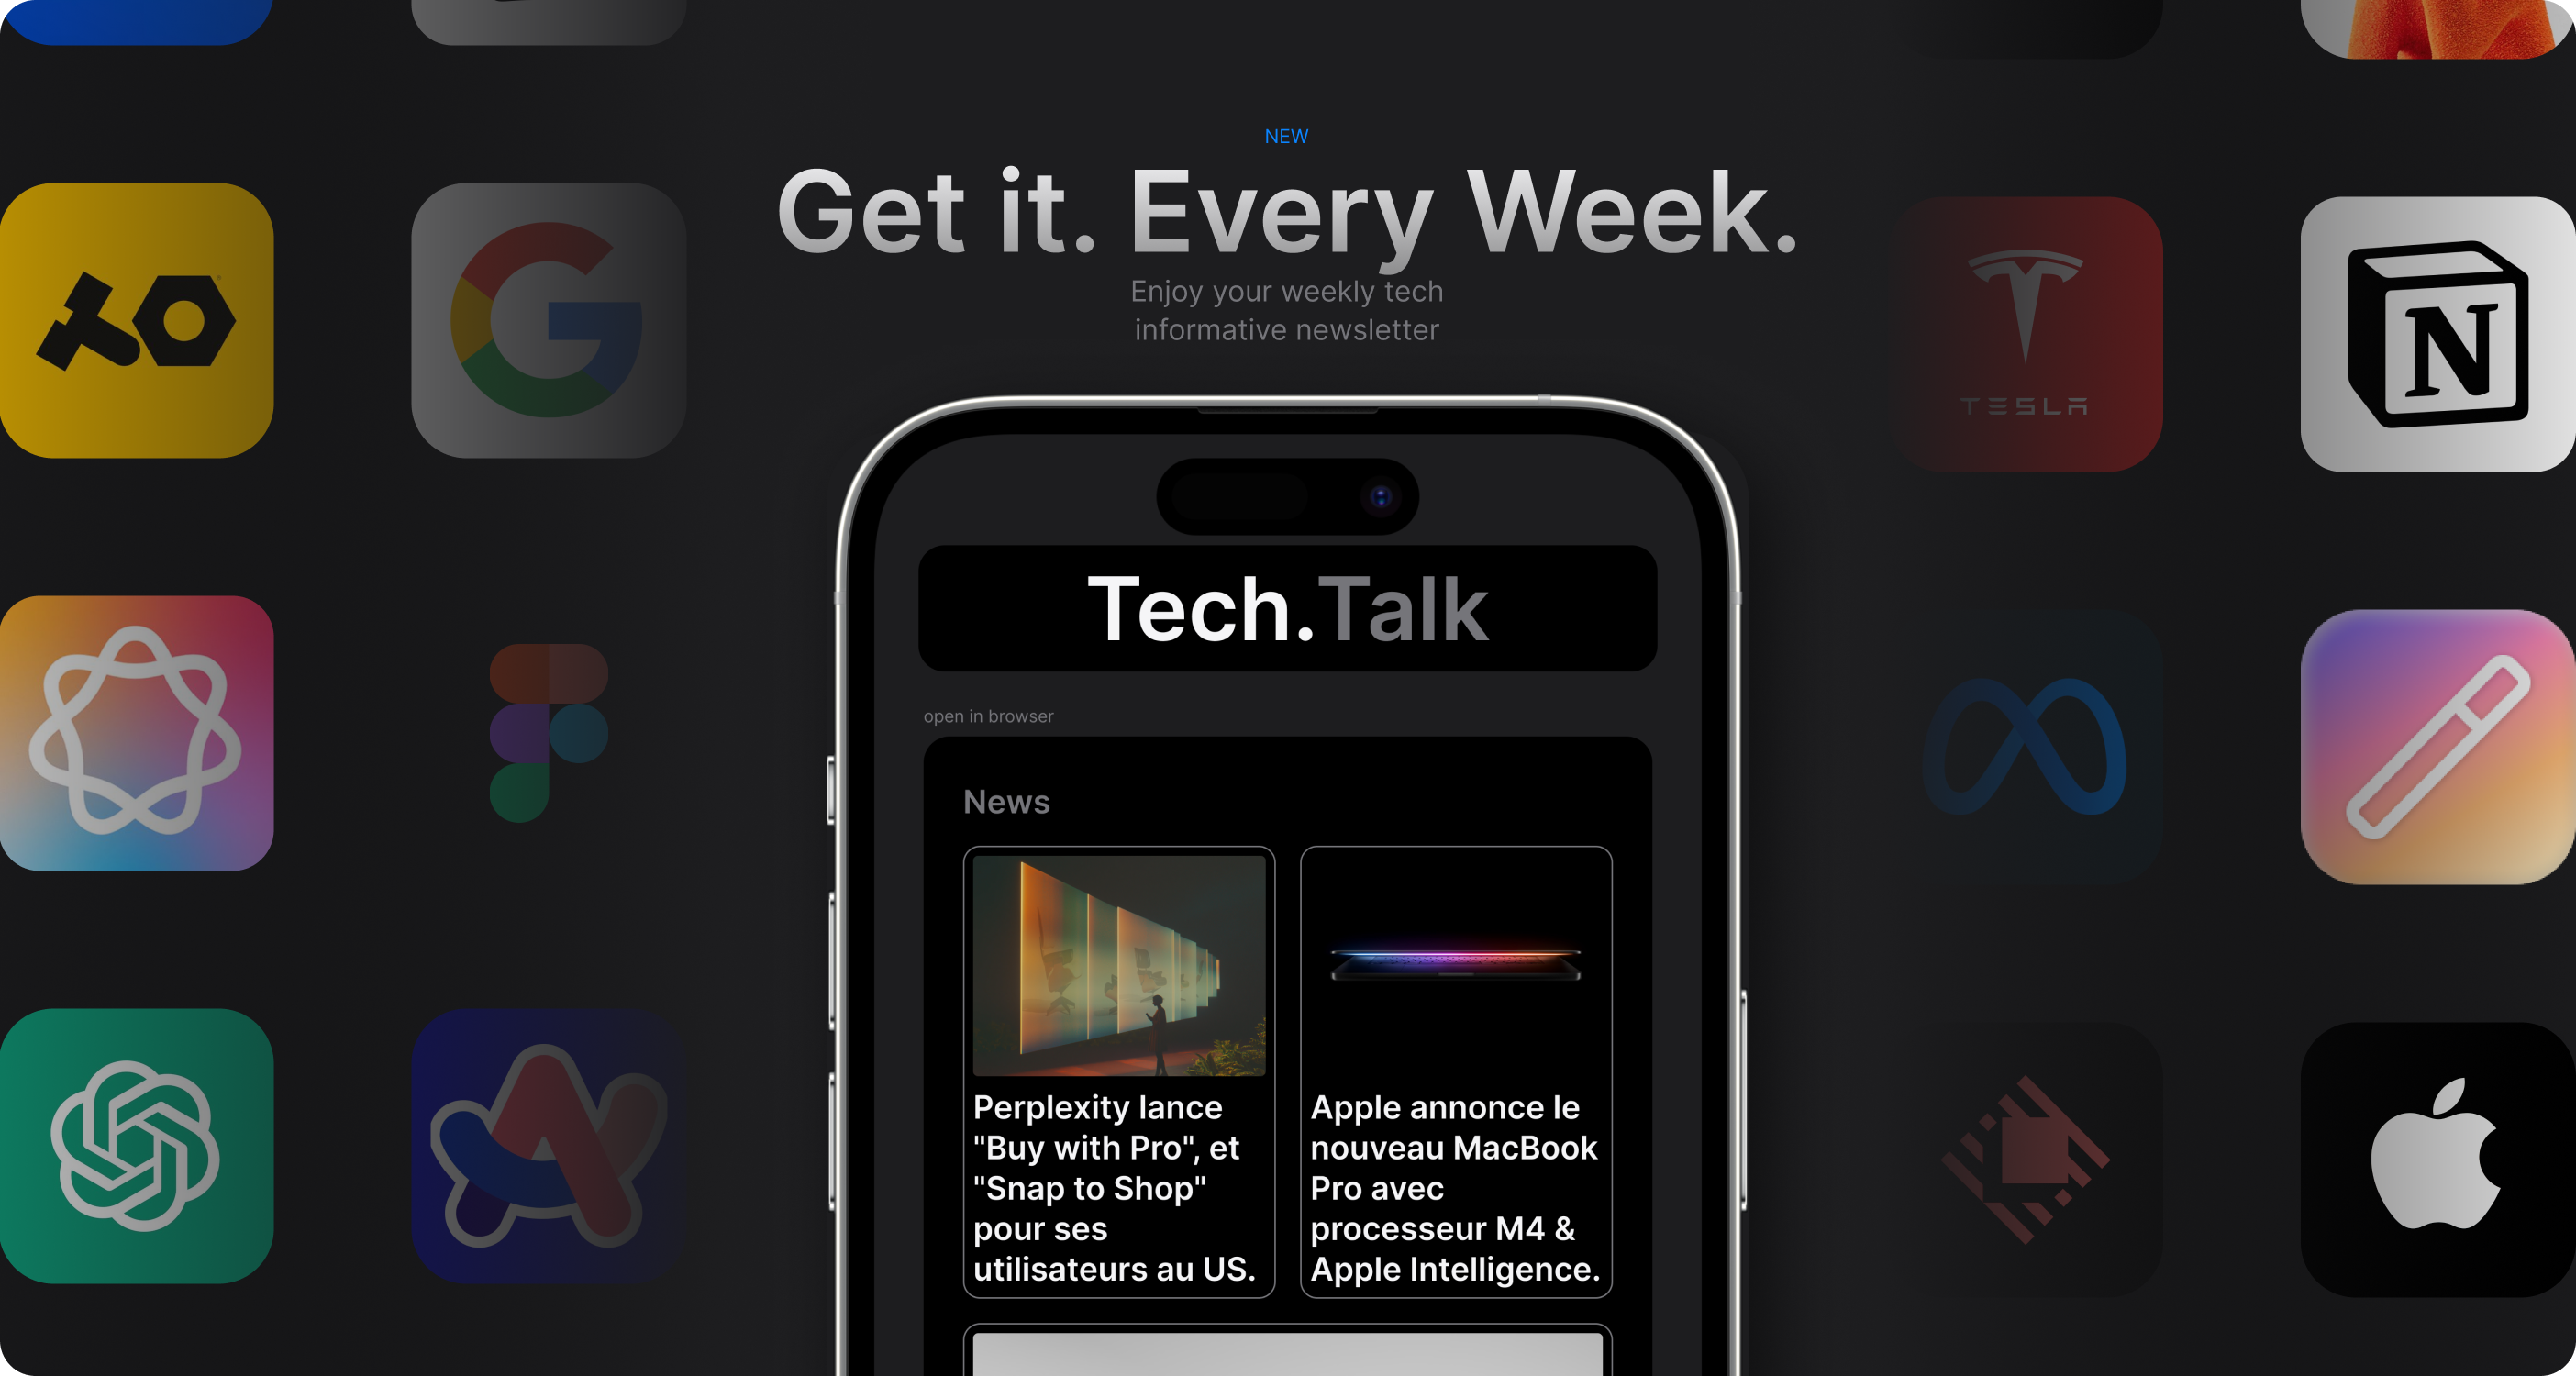 NEW
Get it. Every Week.
Enjoy your weekly tech
informative newsletter
TESLA
N
Tech.Talk
open in browser
News
Perplexity lance
"Buy with Pro", et
"Snap to Shop"
pour ses
utilisateurs au US.
Apple annonce le
nouveau MacBook
Pro avec
processeur M4 &
Apple Intelligence.